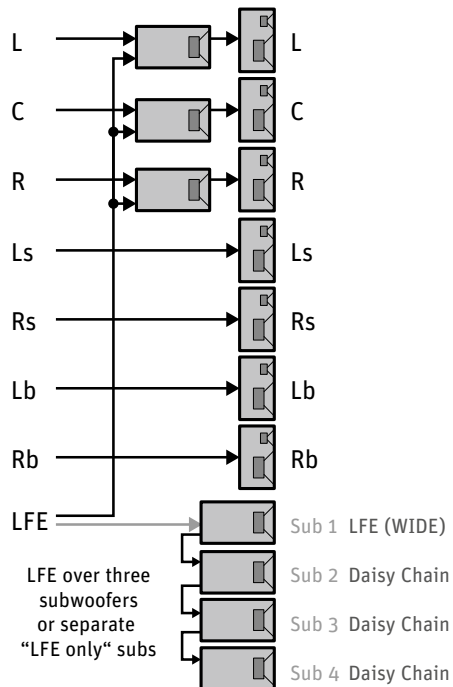 L L
C C
R R
Ls Ls
Rs Rs
Lb Lb
Rb Rb
LFE
Sub 1 LFE (WIDE)
LFE over three
subwoofers
or separate
“LFE only“ subs
Sub 2 Daisy Chain
Sub 3 Daisy Chain
Sub 4 Daisy Chain